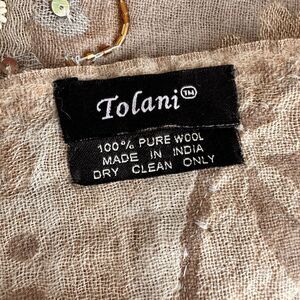 Tolani™
100% PURE WOOL
MADE IN INDIA
DRY CLEAN ONLY